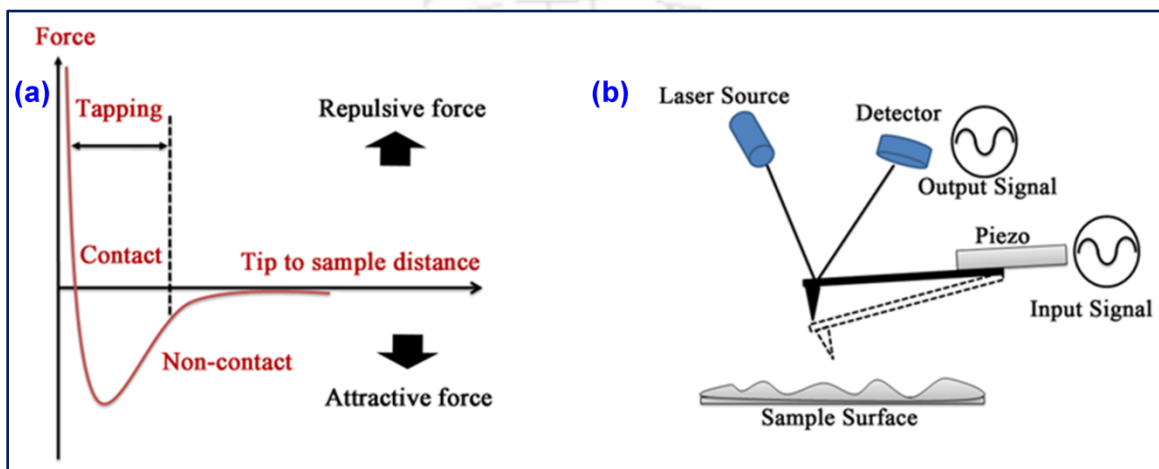 (a)
Force
Tapping
Repulsive force
Contact
Tip to sample distance
Non-contact
Attractive force
(b)
Laser Source
Detector
Output Signal
Piezo
Input Signal
Sample Surface